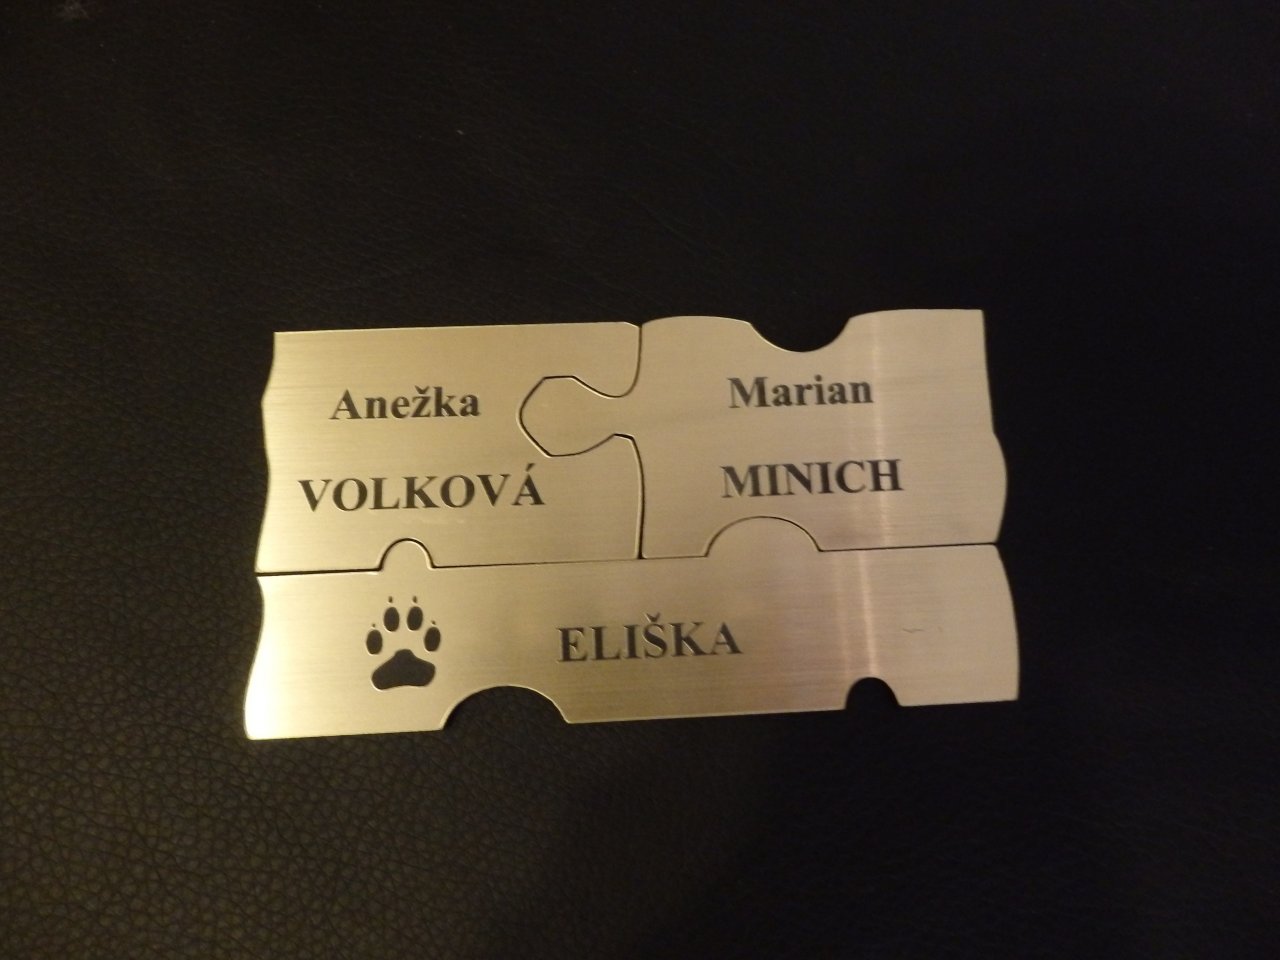 Anežka
VOLKOVÁ
Marian
MINICH
ELIŠKA